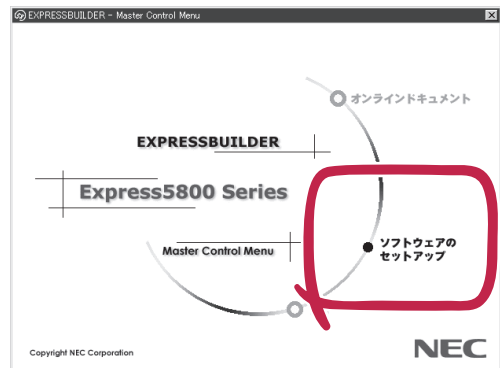 EXPRESSBUILDER - Master Control Menu
オンラインドキュメント
EXPRESSBUILDER
Express5800 Series
Master Control Menu
ソフトウェアの
セットアップ
Copyright NEC Corporation
NEC